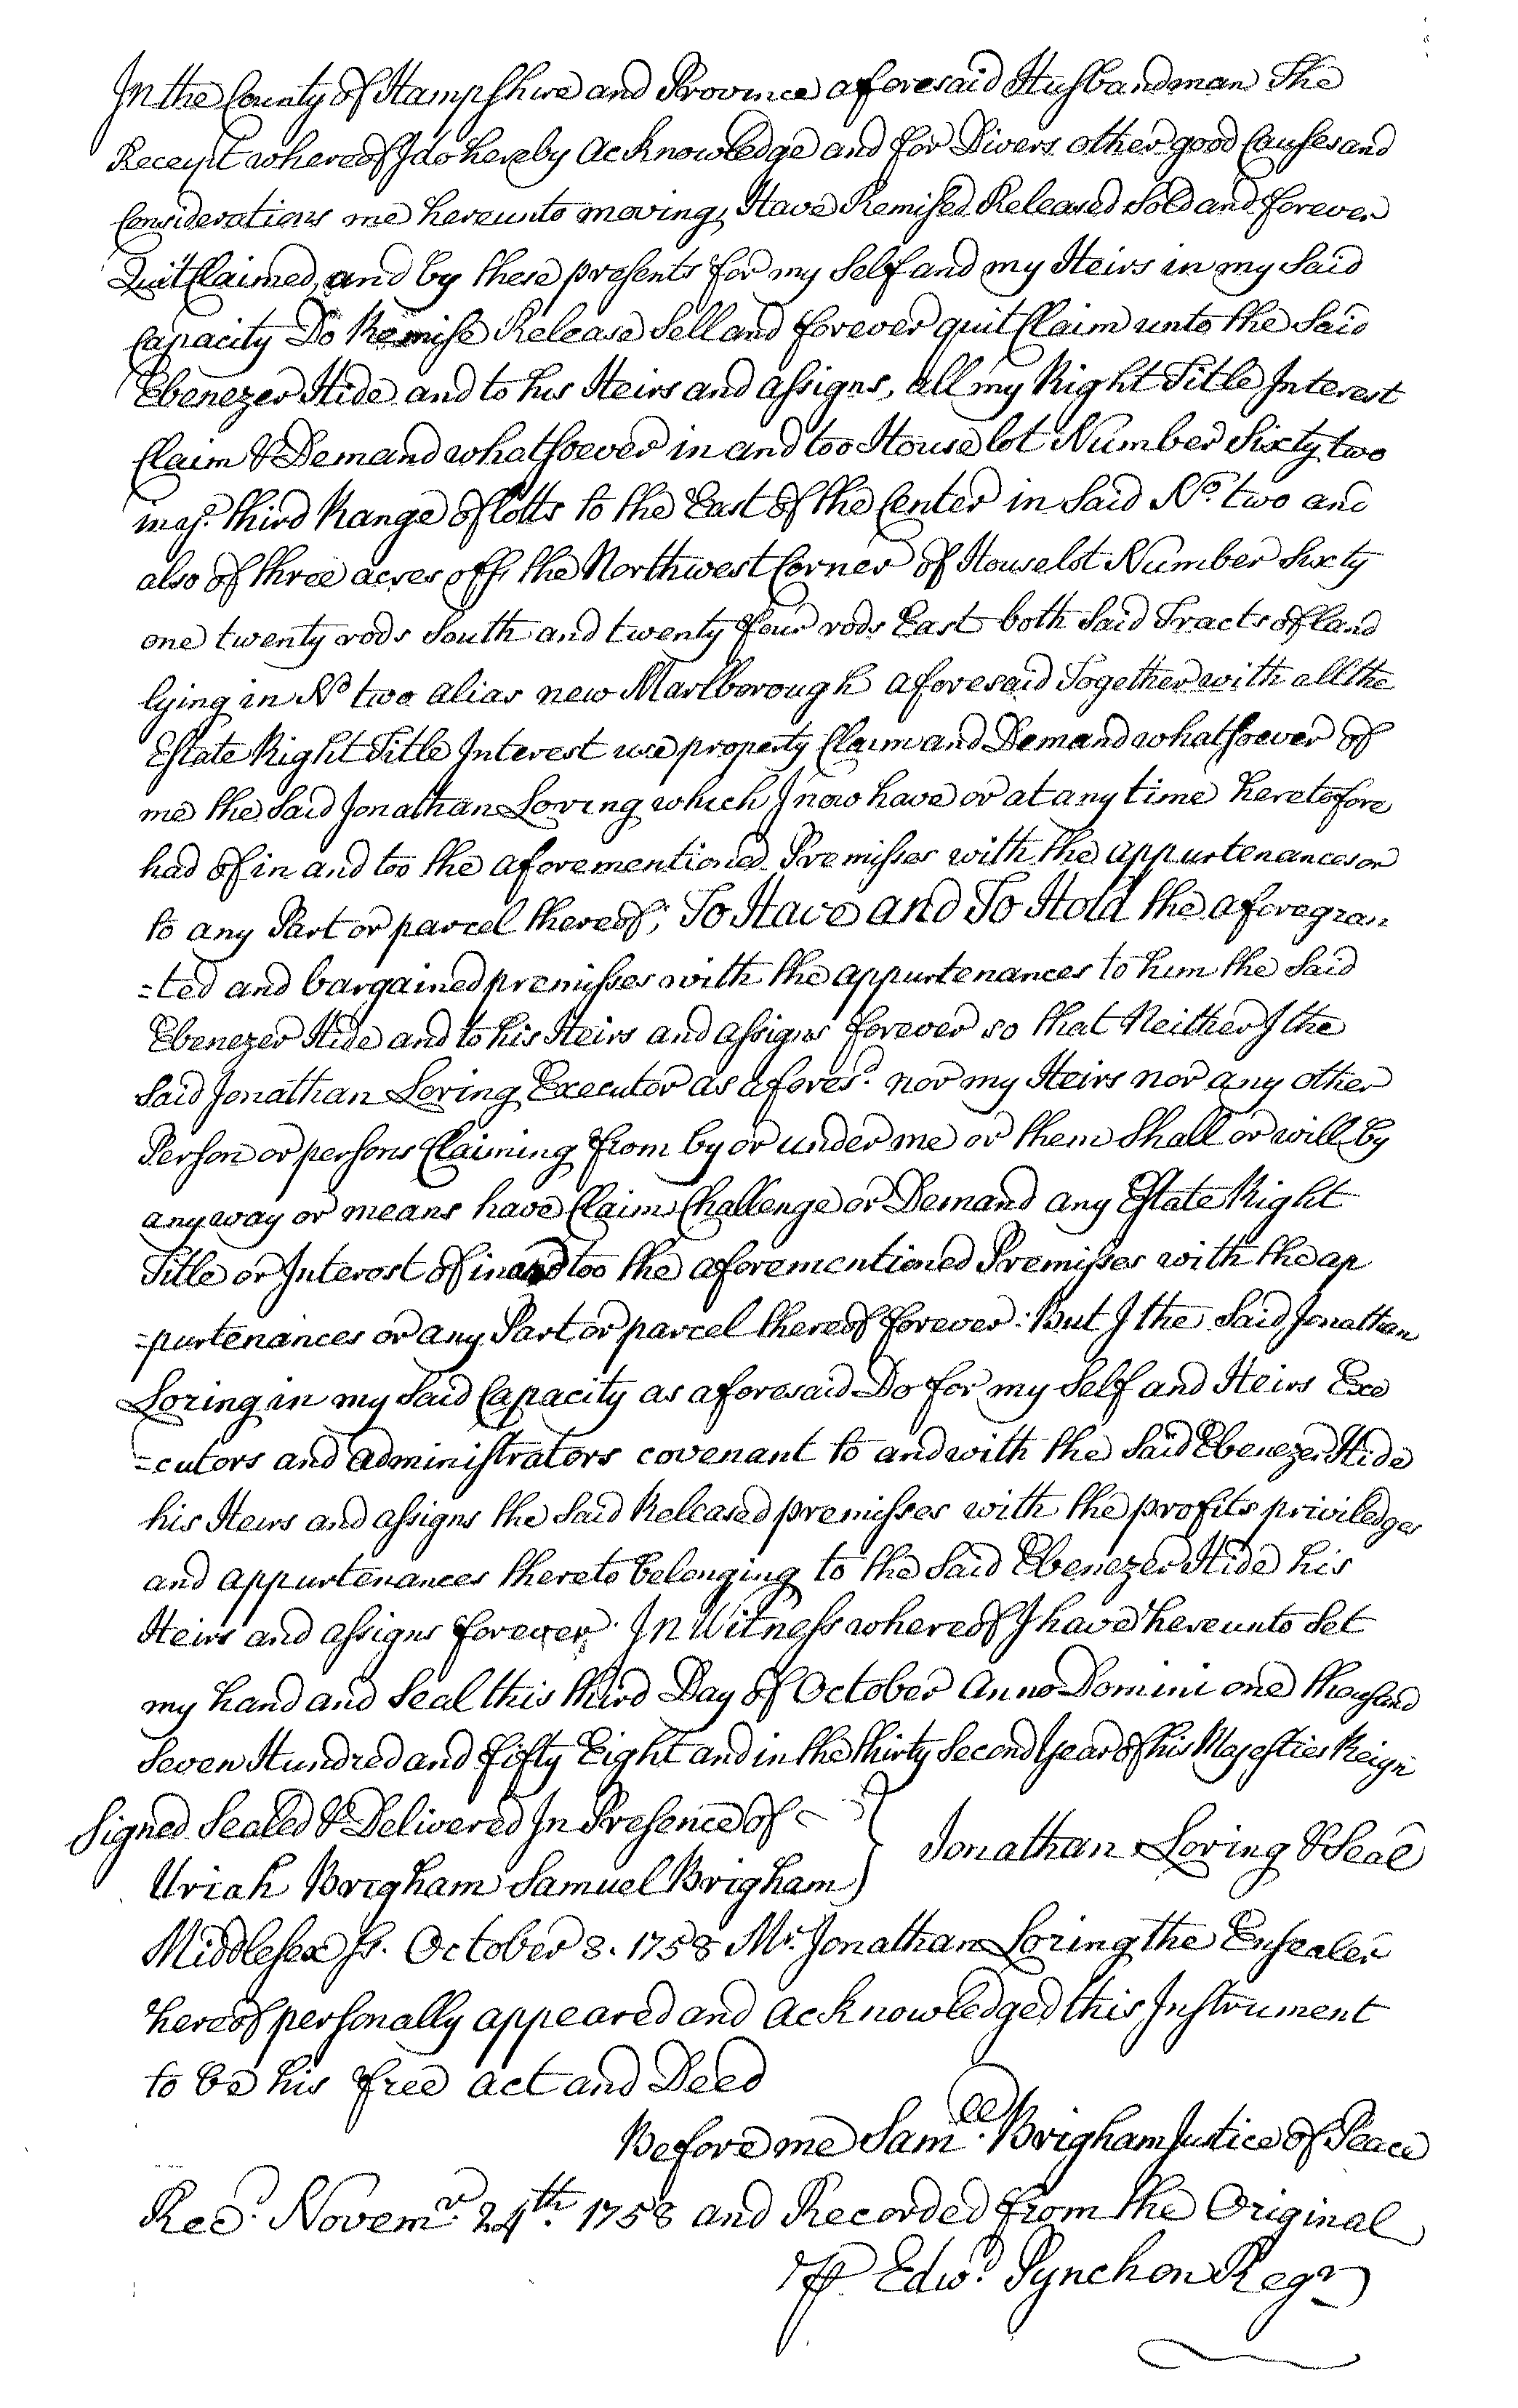 In the County of Hampshire and Province aforesaid Husbandman The
Receipt whereof I do hereby Acknowledge and for Divers other good Causes and
Considerations me hereunto moving, Have Remised Released Sold and forever
Quit Claimed, and by these presents for my Self and my Heirs in my Said
Capacity Do Remise Release Sell and forever quit Claim unto the Said
Ebenezer Hide and to his Heirs and assigns, all my Right Title Interest
Claim & Demand whatsoever in and too House lot Number Sixty two
in third Range of lotts to the East of the Center in Said No. two and
also of three acres off the Northwest Corner of House lot Number Sixty
one twenty rods South and twenty four rods East both Said Tracts of land
lying in No two alias new Marlborough aforesaid Together with all the
Estate Right Title Interest use property Claim and Demand whatsoever of
me the Said Jonathan Loring which I now have or at any time heretofore
had of in and too the aforementioned Premisses with the appurtenances or
to any Part or parcel thereof; To Have and To Hold the aforegran
=ted and bargained premisses with the appurtenances to him the Said
Ebenezer Hide and to his Heirs and assigns forever so that Neither I the
Said Jonathan Loring Executor as afores.d nor my Heirs nor any other
Person or persons Claiming from by or under me or them Shall or will by
any way or means have Claim Challenge or Demand any Estate Right
Title or Interest of in and too the aforementioned Premisses with the ap
=purtenances or any Part or parcel thereof forever: But I the Said Jonathan
Loring in my Said Capacity as aforesaid Do for my Self and Heirs Exe
=cutors and administrators covenant to and with the Said Ebenezer Hide
his Heirs and assigns the Said Released premisses with the profits priviledges
and appurtenances thereto belonging to the Said Ebenezer Hide his
Heirs and assigns forever. In Witness whereof I have hereunto Set
my hand and Seal this third Day of October Anno Domini one thousand
Seven Hundred and fifty Eight and in the thirty Second Year of his Majesties Reign
Signed Sealed & Delivered In Presence of } Jonathan Loring & Seal
Uriah Brigham Samuel Brigham
Middlesex Ss. October 3. 1758 Mr. Jonathan Loring the Ensealer
hereof personally appeared and Acknowledged this Instrument
to be his free act and Deed
Before me Sam.ll Brigham Justice of Peace
Rec.d Novem.r 24th. 1758 and Recorded from the Original
⅌ Edw.d Pynchon Regr